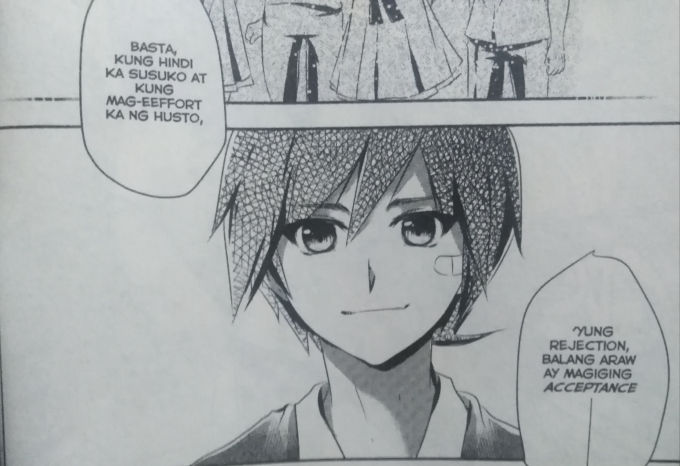 BASTA,
KUNG HINDI
KA SUSUKO AT
KUNG
MAG-EEFFORT
KA NG HUSTO,
'YUNG
REJECTION,
BALANG ARAW
AY MAGIGING
ACCEPTANCE